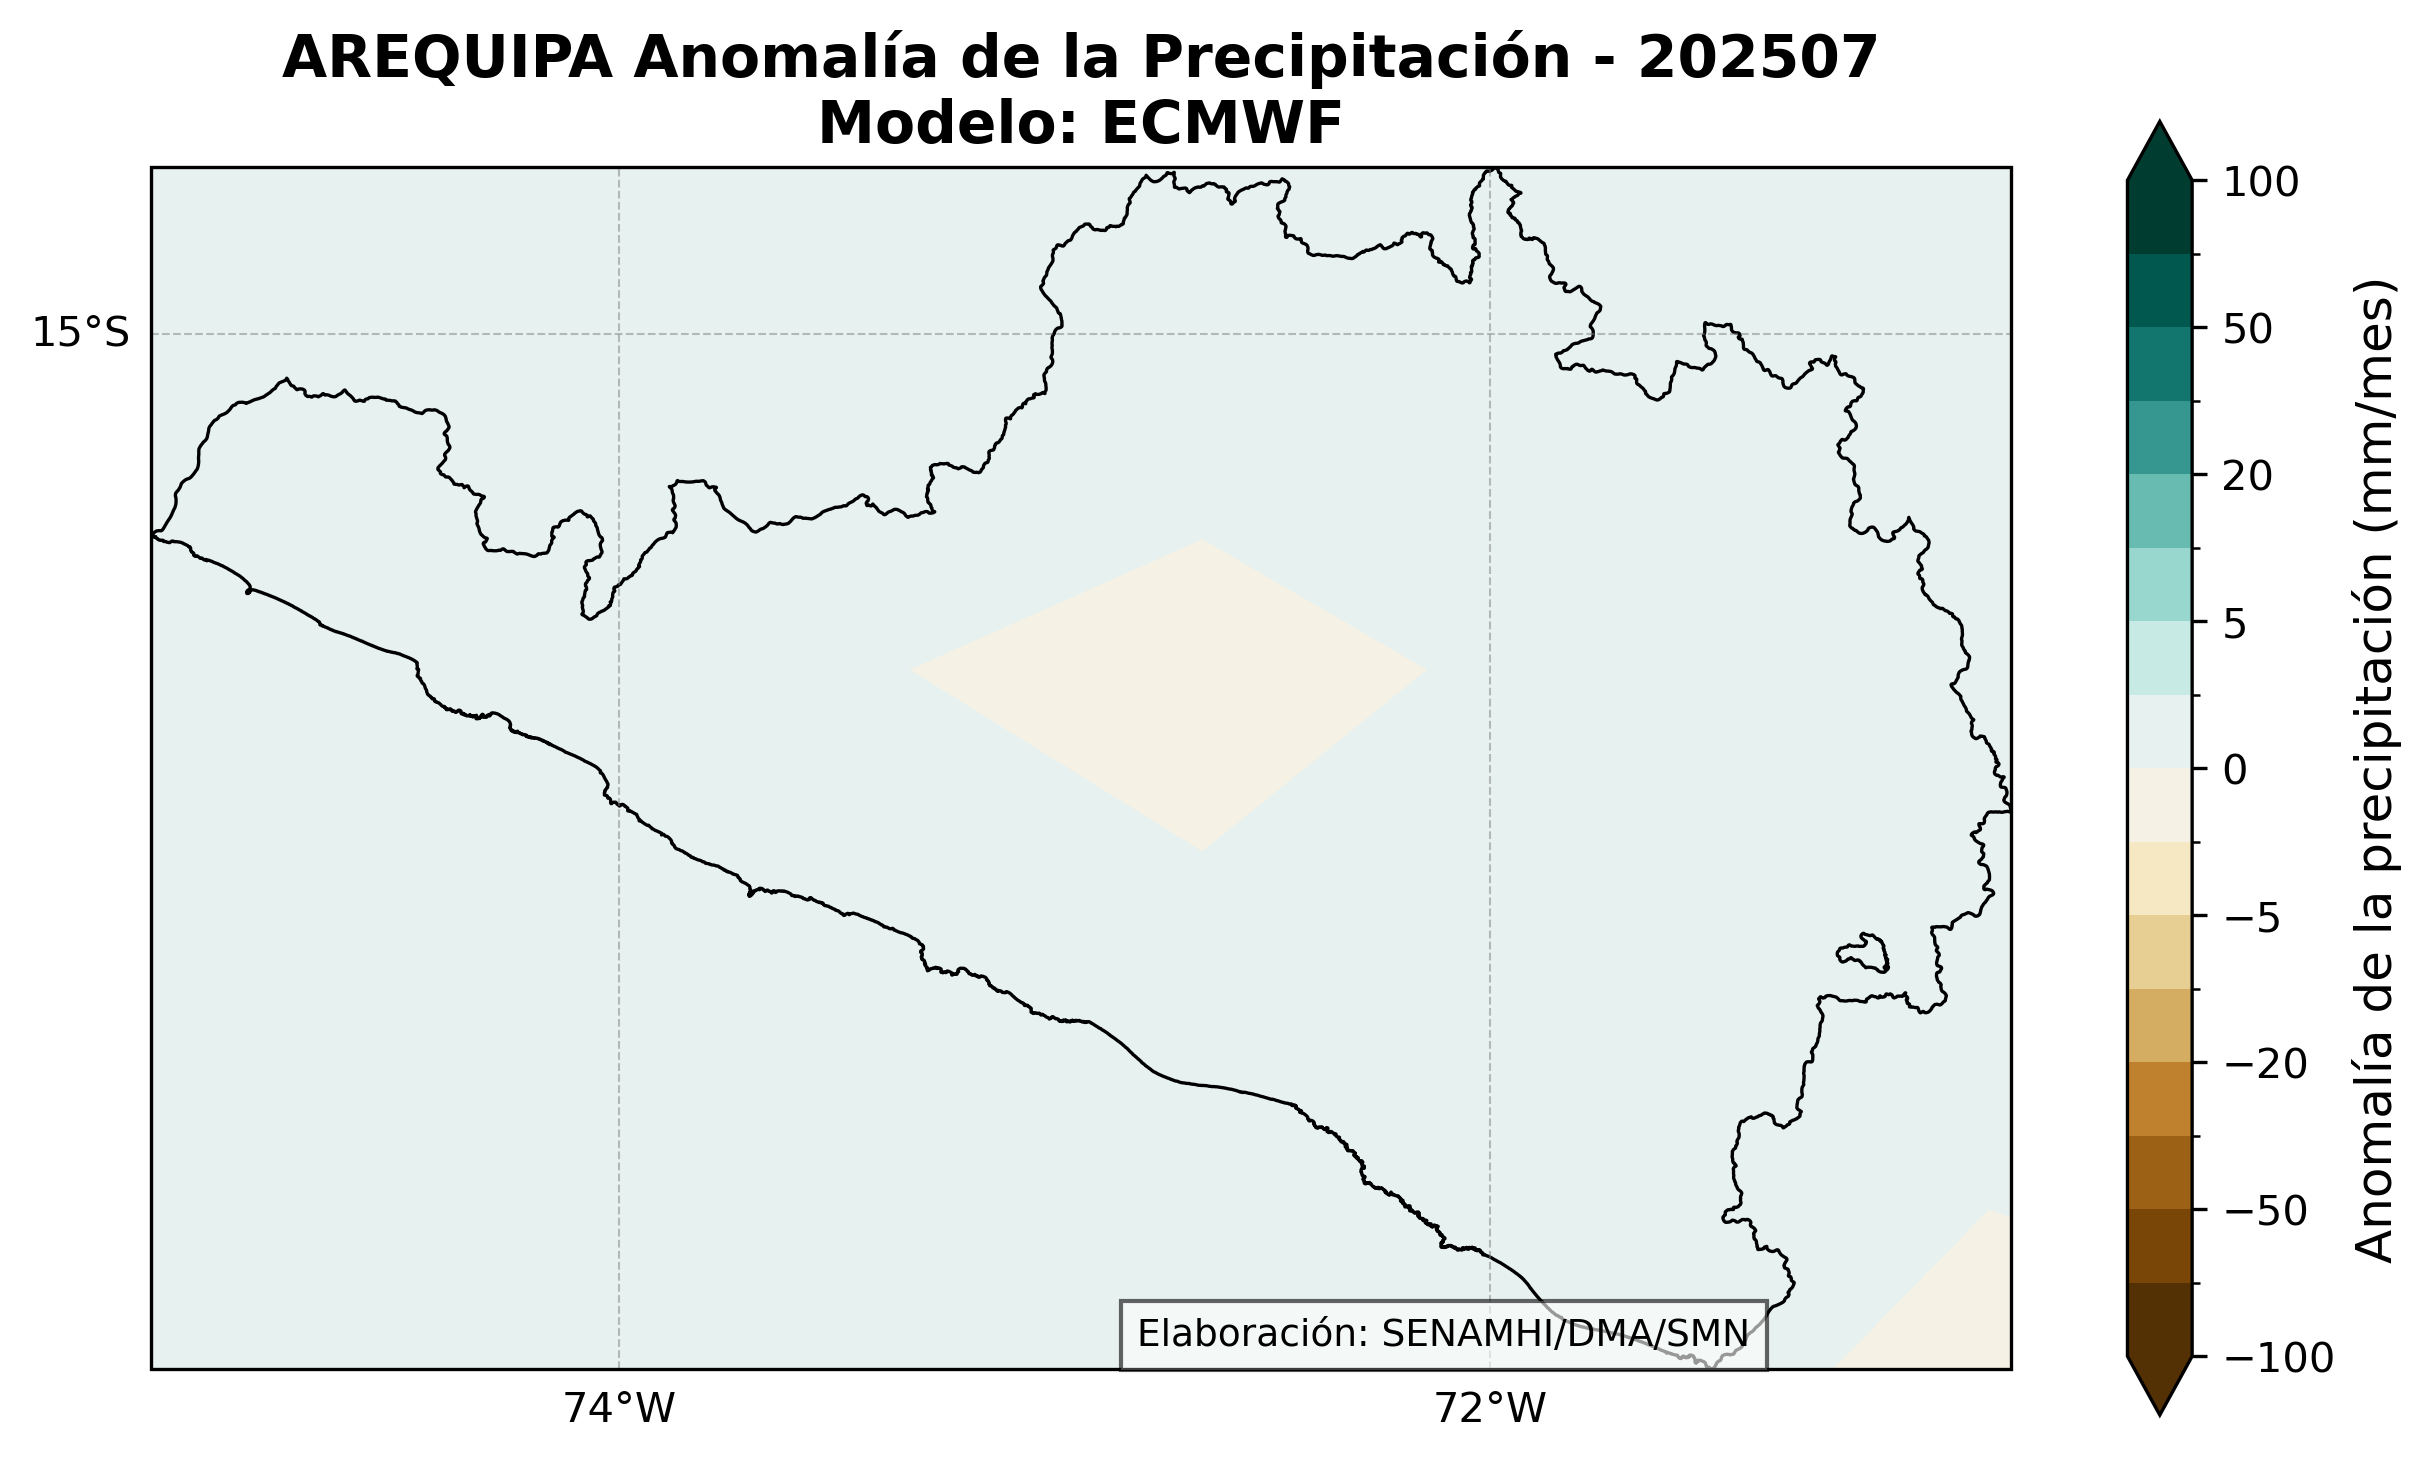 AREQUIPA Anomalía de la Precipitación - 202507
Modelo: ECMWF
15°S
74°W
72°W
Elaboración: SENAMHI/DMA/SMN
100
50
20
5
0
−5
−20
−50
−100
Anomalía de la precipitación (mm/mes)